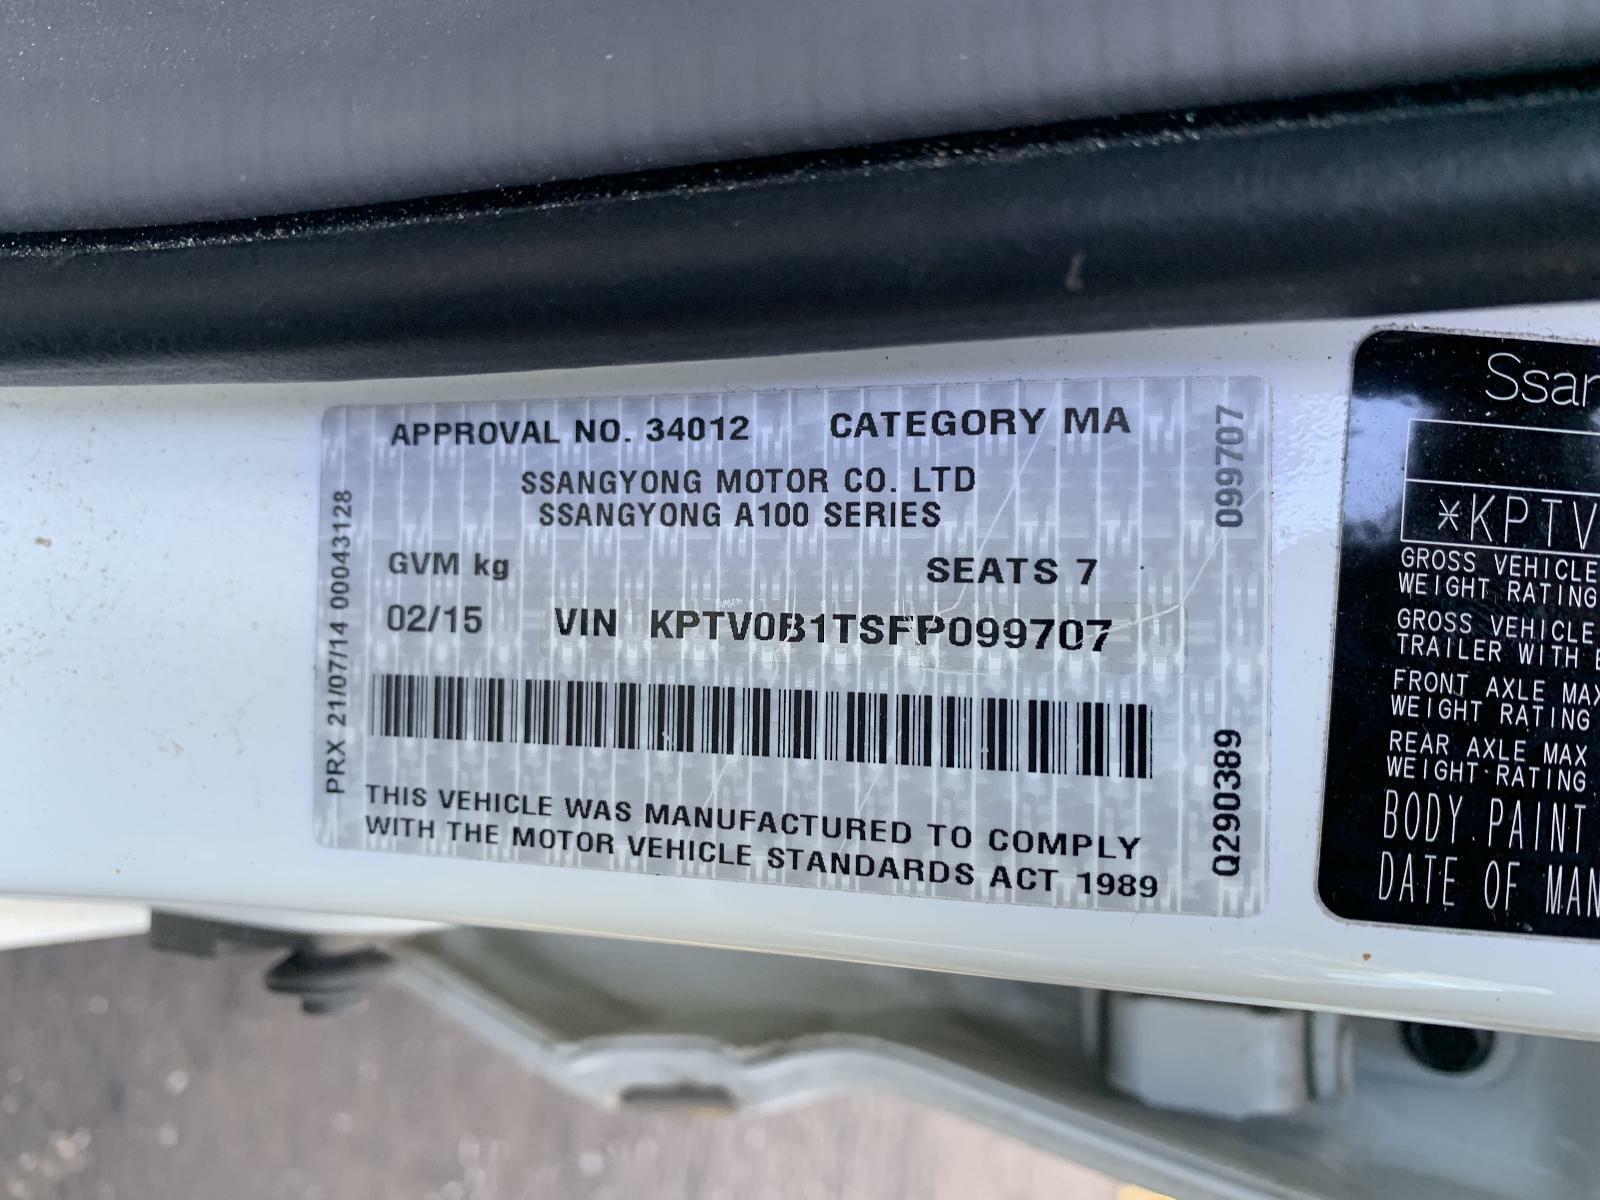 APPROVAL NO. 34012 CATEGORY MA
SSANGYONG MOTOR CO. LTD
SSANGYONG A100 SERIES
GVM kg SEATS 7
02/15 VIN KPTV0B1TSFP099707
THIS VEHICLE WAS MANUFACTURED TO COMPLY
WITH THE MOTOR VEHICLE STANDARDS ACT 1989
PRX 21/07/14 00043128
099707
Q290389
Ssan
*KPTV
GROSS VEHICLE
WEIGHT RATING
GROSS VEHICLE
TRAILER WITH
FRONT AXLE MAX
WEIGHT RATING
REAR AXLE MAX
WEIGHT RATING
BODY PAINT
DATE OF MAN